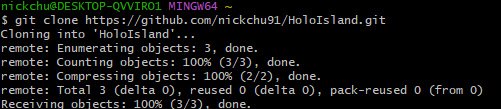 nickchu@DESKTOP-QVVIRO1 MINGW64 ~
$ git clone https://github.com/nickchu91/HoloIsland.git
Cloning into 'HoloIsland'...
remote: Enumerating objects: 3, done.
remote: Counting objects: 100% (3/3), done.
remote: Compressing objects: 100% (2/2), done.
remote: Total 3 (delta 0), reused 0 (delta 0), pack-reused 0 (from 0)
Receiving objects: 100% (3/3), done.